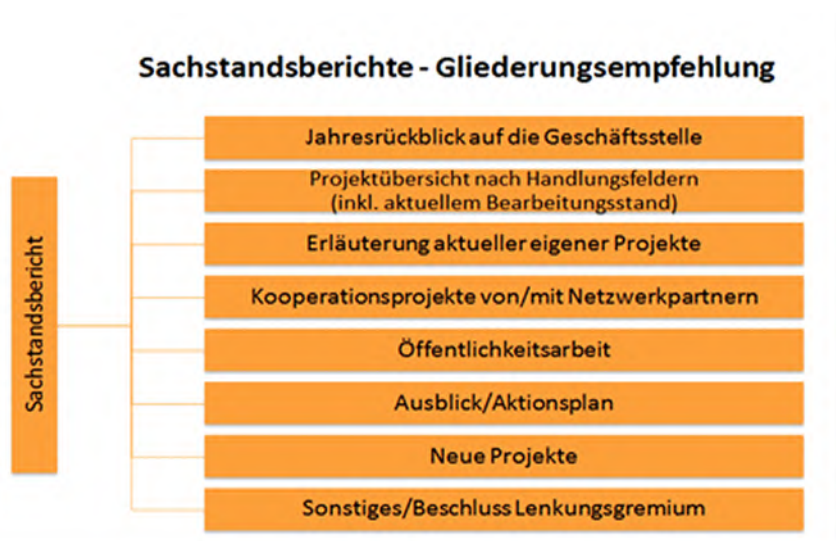 Sachstandsberichte - Gliederungsempfehlung
Sachstandsbericht
Jahresrückblick auf die Geschäftsstelle
Projektübersicht nach Handlungsfeldern
(inkl. aktuellem Bearbeitungsstand)
Erläuterung aktueller eigener Projekte
Kooperationsprojekte von/mit Netzwerkpartnern
Öffentlichkeitsarbeit
Ausblick/Aktionsplan
Neue Projekte
Sonstiges/Beschluss Lenkungsgremium